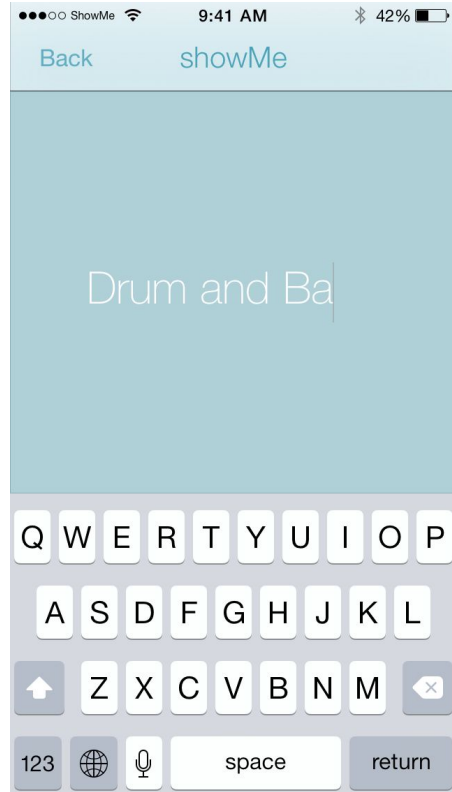 ShowMe 9:41 AM 42%
Back showMe
Drum and Ba
Q W E R T Y U I O P
A S D F G H J K L
Z X C V B N M
123 space return